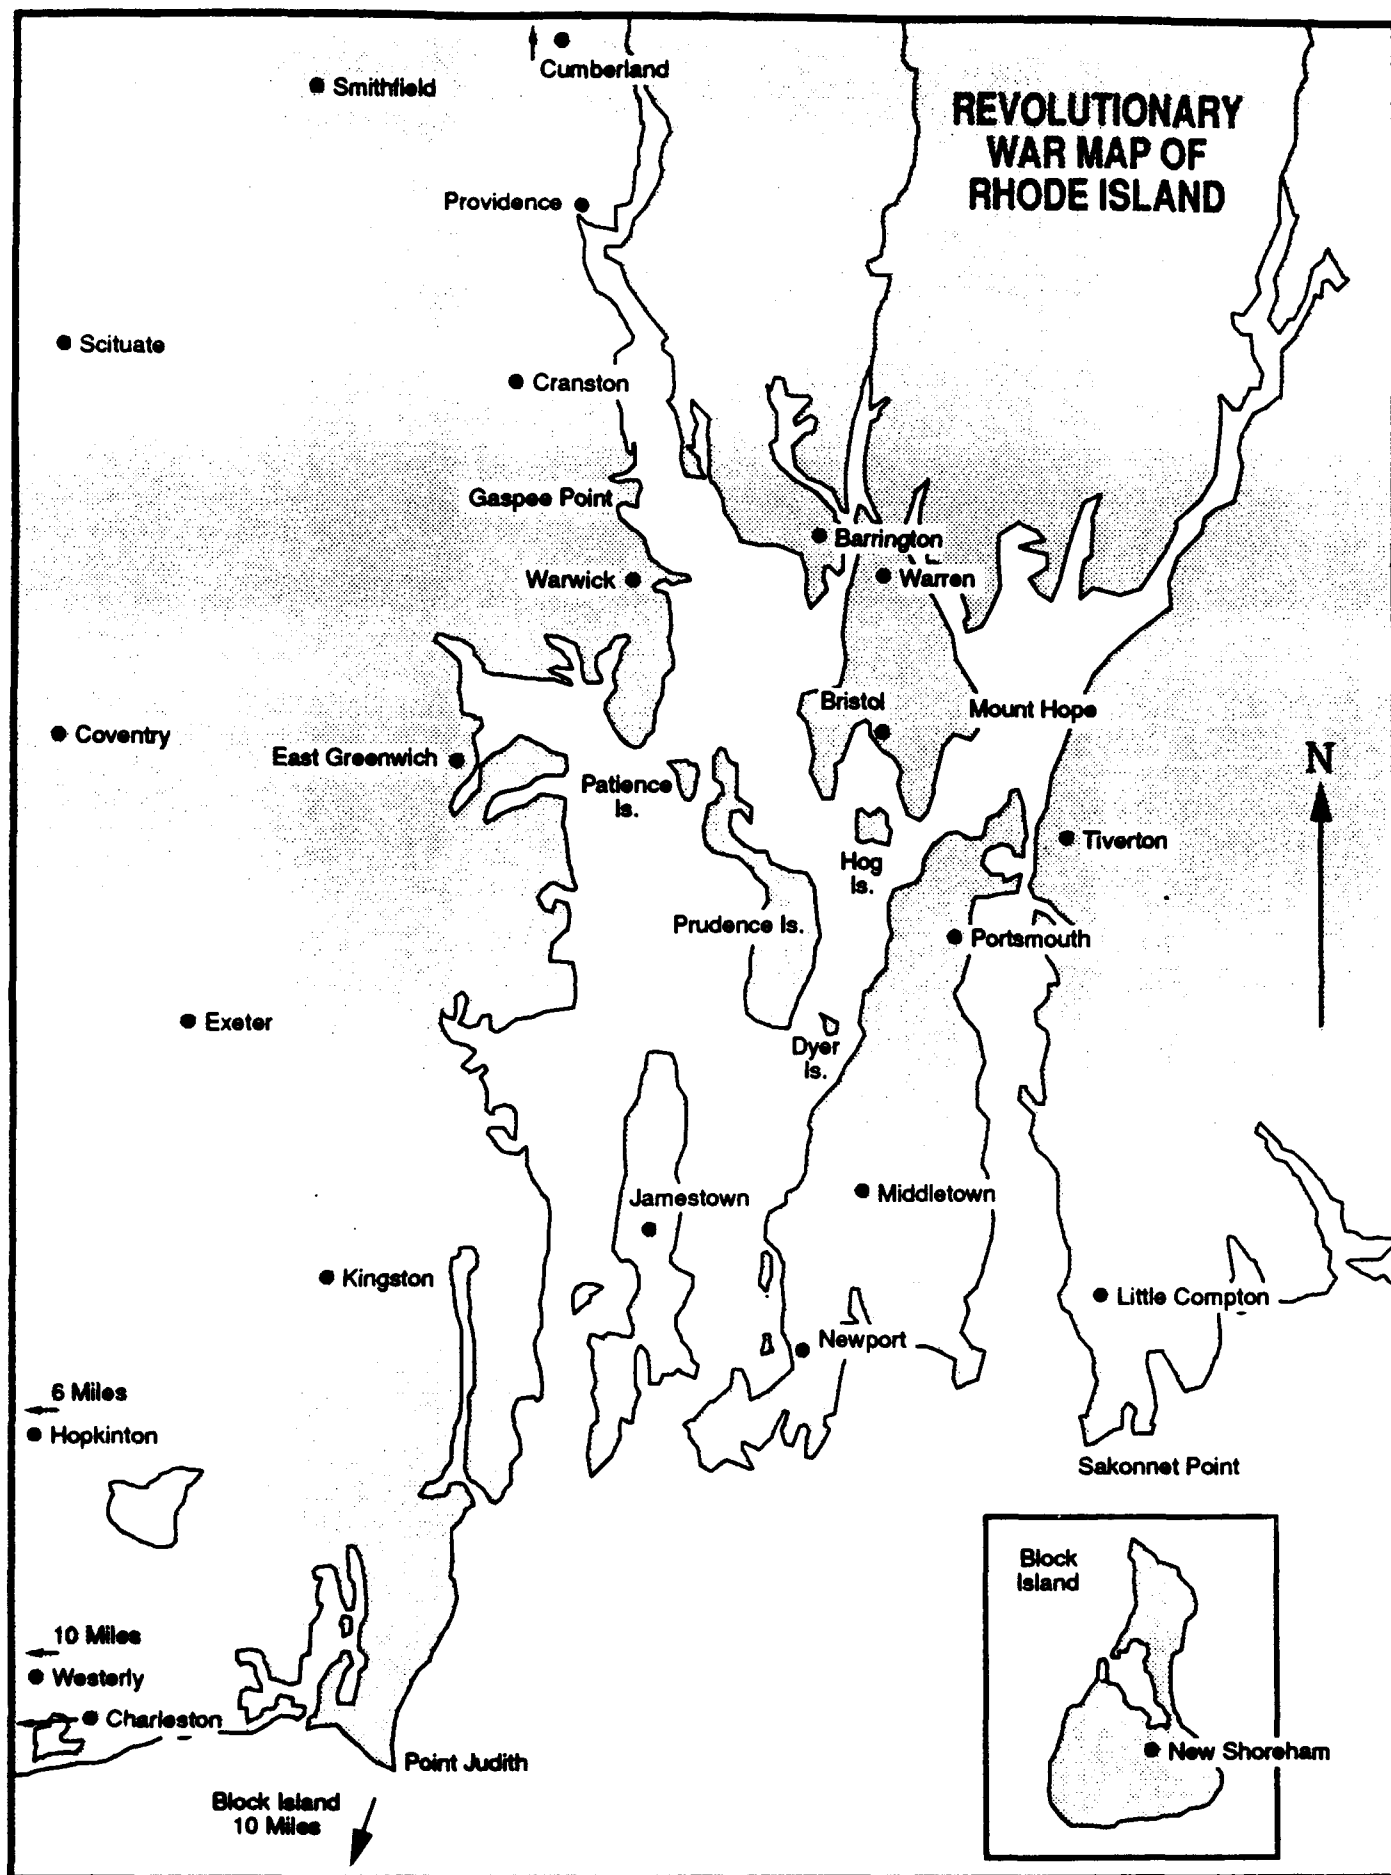 Cumberland
Smithfield
REVOLUTIONARY
WAR MAP OF
RHODE ISLAND
Providence
Scituate
Cranston
Gaspee Point
Barrington
Warwick
Warren
Bristol
Mount Hope
Coventry
East Greenwich
N
Patience
Is.
Tiverton
Hog
Is.
Prudence Is.
Portsmouth
Exeter
Dyer
Is.
Jamestown
Middletown
Kingston
Little Compton
Newport
6 Miles
Hopkinton
Sakonnet Point
Block
Island
10 Miles
Westerly
Charleston
New Shoreham
Point Judith
Block Island
10 Miles